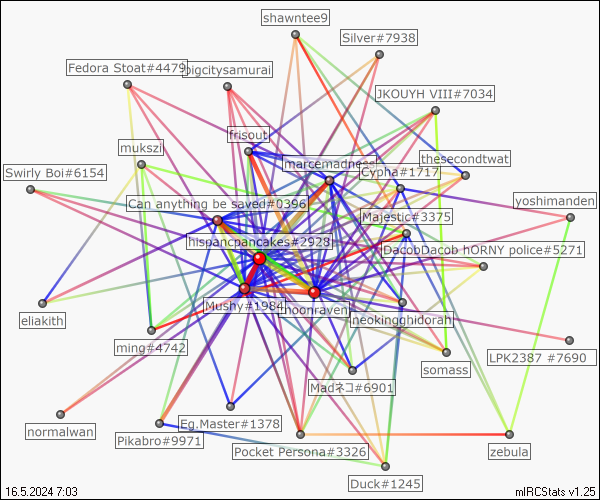 shawntee9
Silver#7938
Fedora Stoat#4479
bigcitysamurai
JKOUYH VIII#7034
frisout
mukszi
marcemadness
thesecondtwat
Cypha#1717
Swirly Boi#6154
yoshimanden
Can anything be saved#0396
Majestic#3375
hispancpancakes#2928
DacobDacob hORNY police#5271
Mushy#1984
moonraven
neokingghidorah
eliakith
ming#4742
somass
LPK2387 #7690
Madネコ#6901
normalwan
Eg.Master#1378
Pikabro#9971
Pocket Persona#3326
zebula
Duck#1245
16.5.2024 7:03
mIRCStats v1.25